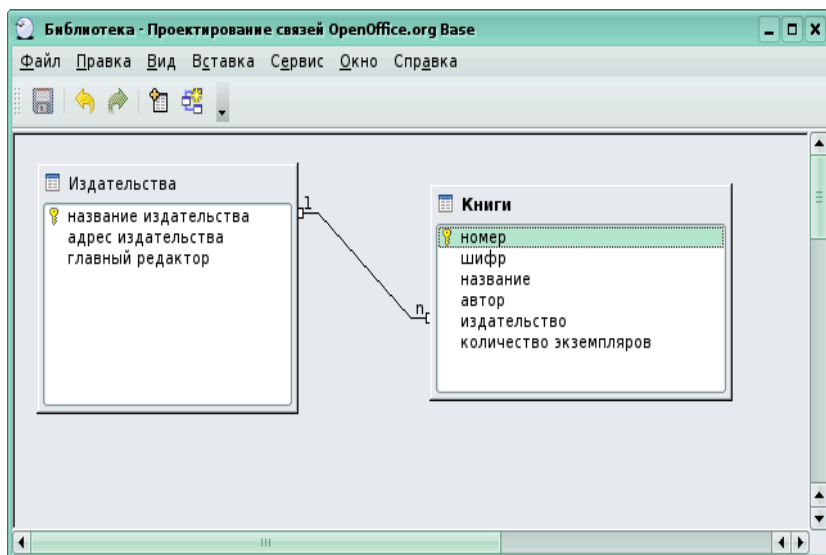 Библиотека - Проектирование связей OpenOffice.org Base
Файл Правка Вид Вставка Сервис Окно Справка
Издательства
название издательства
адрес издательства
главный редактор
1
n
Книги
номер
шифр
название
автор
издательство
количество экземпляров